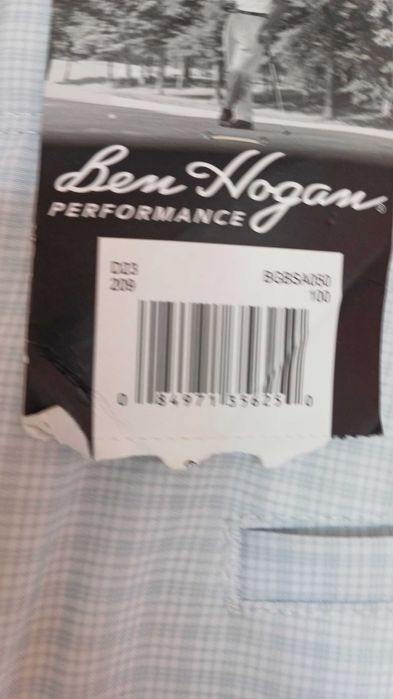 Ben Hogan
PERFORMANCE
D23 BGBSA050
209 100
0 84971 35625 0